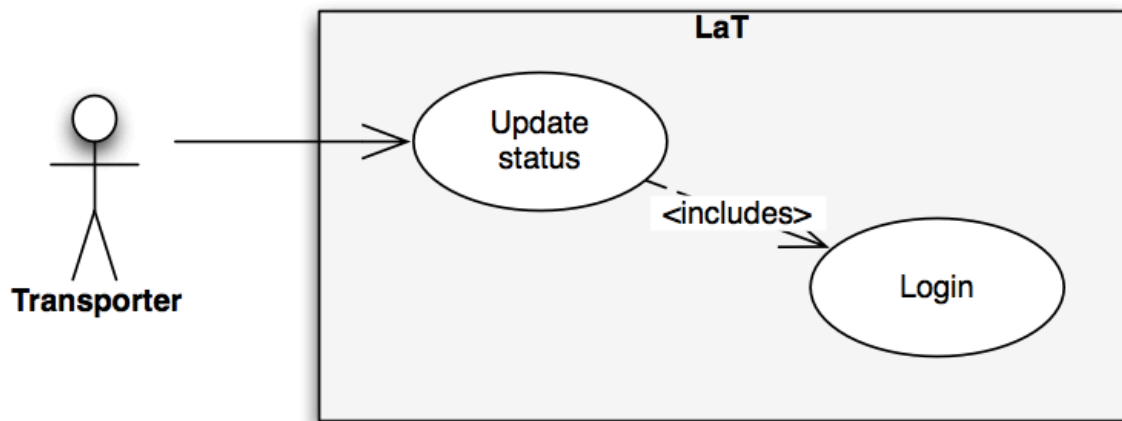 LaT
Update
status
<includes>
Login
Transporter